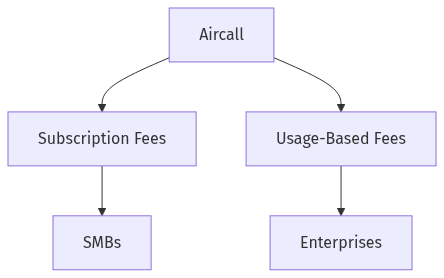 Aircall
Subscription Fees
Usage-Based Fees
SMBs
Enterprises